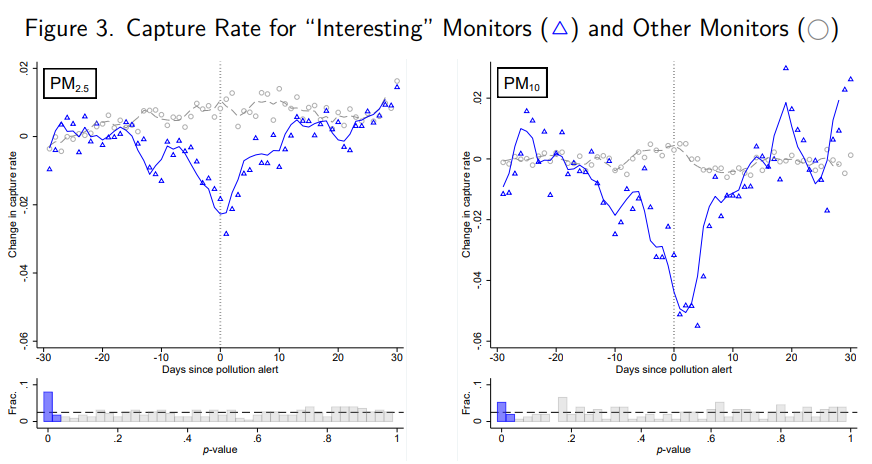 Figure 3. Capture Rate for “Interesting” Monitors (△) and Other Monitors (○)
PM2.5
Change in capture rate
.02
0
-.02
-.04
-.06
-30 -20 -10 0 10 20 30
Days since pollution alert
Frac.
.1
0
0 .2 .4 .6 .8 1
p-value
PM10
Change in capture rate
.02
0
-.02
-.04
-.06
-30 -20 -10 0 10 20 30
Days since pollution alert
Frac.
.1
0
0 .2 .4 .6 .8 1
p-value